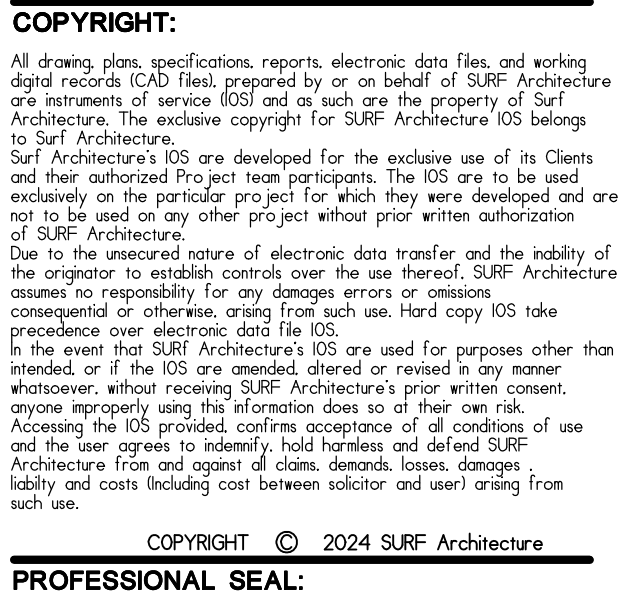 COPYRIGHT:
All drawing, plans, specifications, reports, electronic data files, and working
digital records (CAD files), prepared by or on behalf of SURF Architecture
are instruments of service (IOS) and as such are the property of Surf
Architecture. The exclusive copyright for SURF Architecture IOS belongs
to Surf Architecture.
Surf Architecture's IOS are developed for the exclusive use of its Clients
and their authorized Project team participants. The IOS are to be used
exclusively on the particular project for which they were developed and are
not to be used on any other project without prior written authorization
of SURF Architecture.
Due to the unsecured nature of electronic data transfer and the inability of
the originator to establish controls over the use thereof, SURF Architecture
assumes no responsibility for any damages errors or omissions
consequential or otherwise, arising from such use. Hard copy IOS take
precedence over electronic data file IOS.
In the event that SURf Architecture's IOS are used for purposes other than
intended, or if the IOS are amended, altered or revised in any manner
whatsoever, without receiving SURF Architecture's prior written consent,
anyone improperly using this information does so at their own risk.
Accessing the IOS provided, confirms acceptance of all conditions of use
and the user agrees to indemnify, hold harmless and defend SURF
Architecture from and against all claims, demands, losses, damages ,
liabilty and costs (Including cost between solicitor and user) arising from
such use.
COPYRIGHT © 2024 SURF Architecture
PROFESSIONAL SEAL: